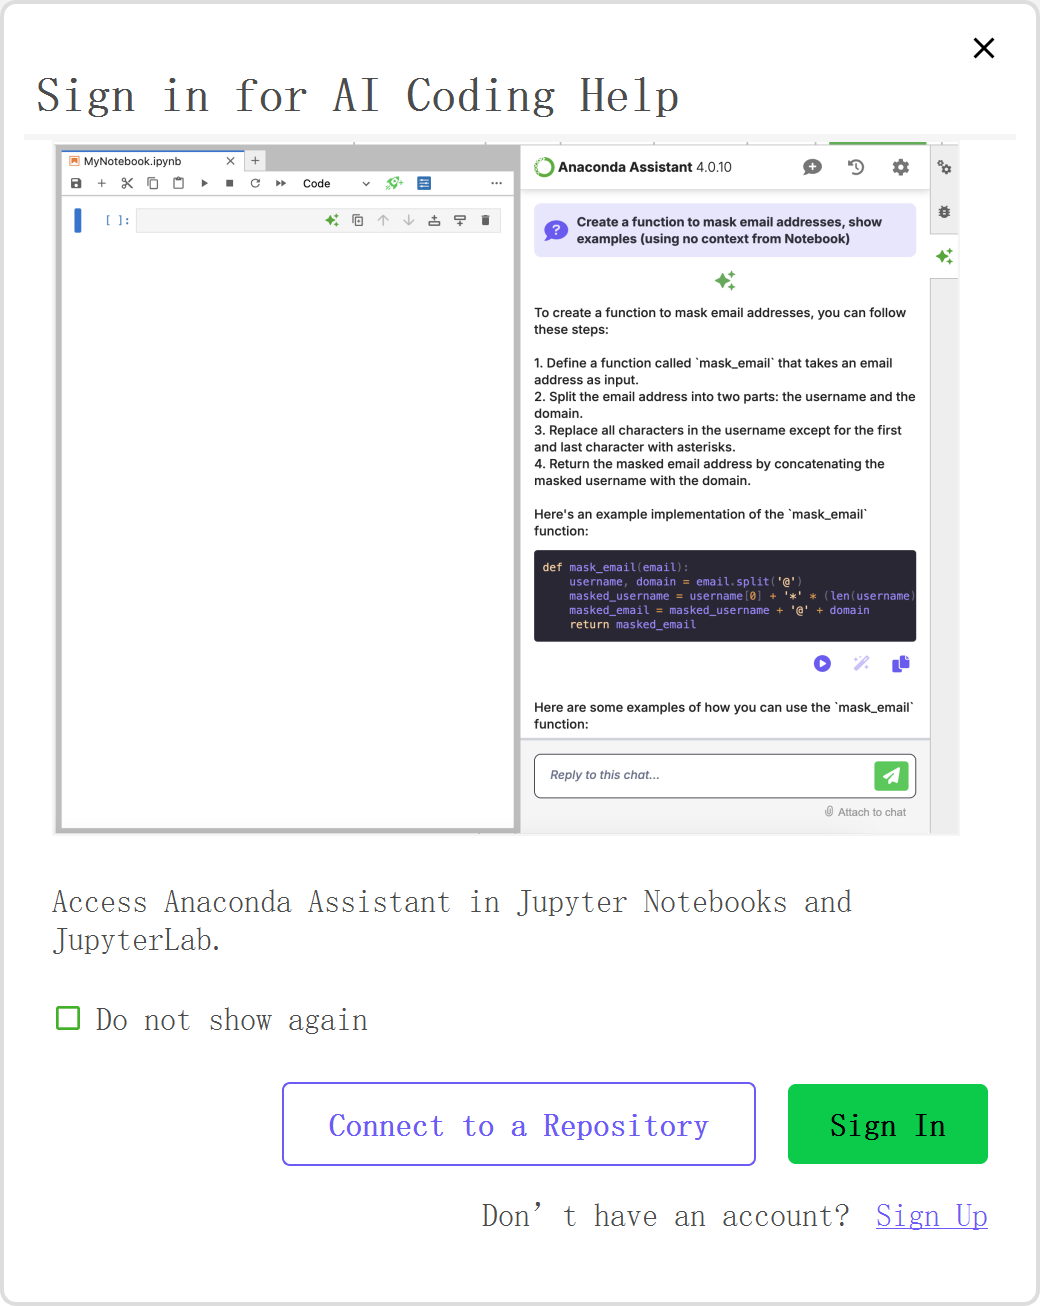 Sign in for AI Coding Help
MyNotebook.ipynb
Code
[ ]:
Anaconda Assistant 4.0.10
Create a function to mask email addresses, show
examples (using no context from Notebook)
To create a function to mask email addresses, you can follow
these steps:
1. Define a function called `mask_email` that takes an email
address as input.
2. Split the email address into two parts: the username and the
domain.
3. Replace all characters in the username except for the first
and last character with asterisks.
4. Return the masked email address by concatenating the
masked username with the domain.
Here's an example implementation of the `mask_email`
function:
def mask_email(email):
    username, domain = email.split('@')
    masked_username = username[0] + '*' * (len(username)
    masked_email = masked_username + '@' + domain
    return masked_email
Here are some examples of how you can use the `mask_email`
function:
Reply to this chat...
Attach to chat
Access Anaconda Assistant in Jupyter Notebooks and
JupyterLab.
Do not show again
Connect to a Repository
Sign In
Don’t have an account? Sign Up